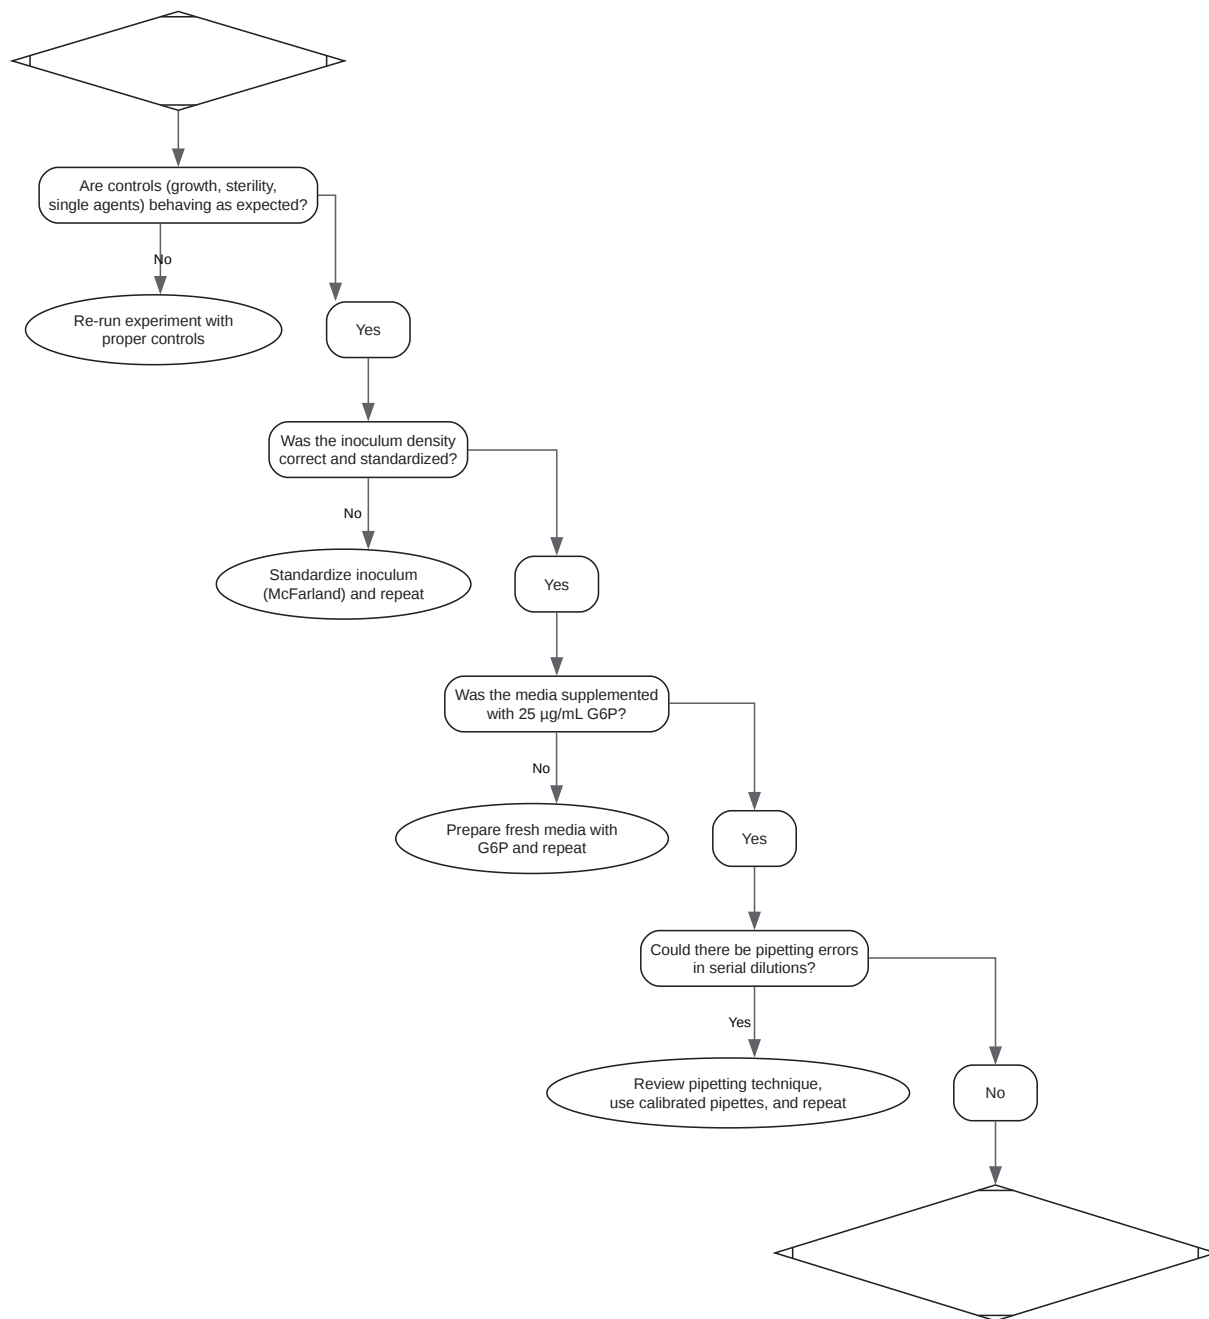 Are controls (growth, sterility,
single agents) behaving as expected?
No
Re-run experiment with
proper controls
Yes
Was the inoculum density
correct and standardized?
No
Standardize inoculum
(McFarland) and repeat
Yes
Was the media supplemented
with 25 µg/mL G6P?
No
Prepare fresh media with
G6P and repeat
Yes
Could there be pipetting errors
in serial dilutions?
Yes
Review pipetting technique,
use calibrated pipettes, and repeat
No